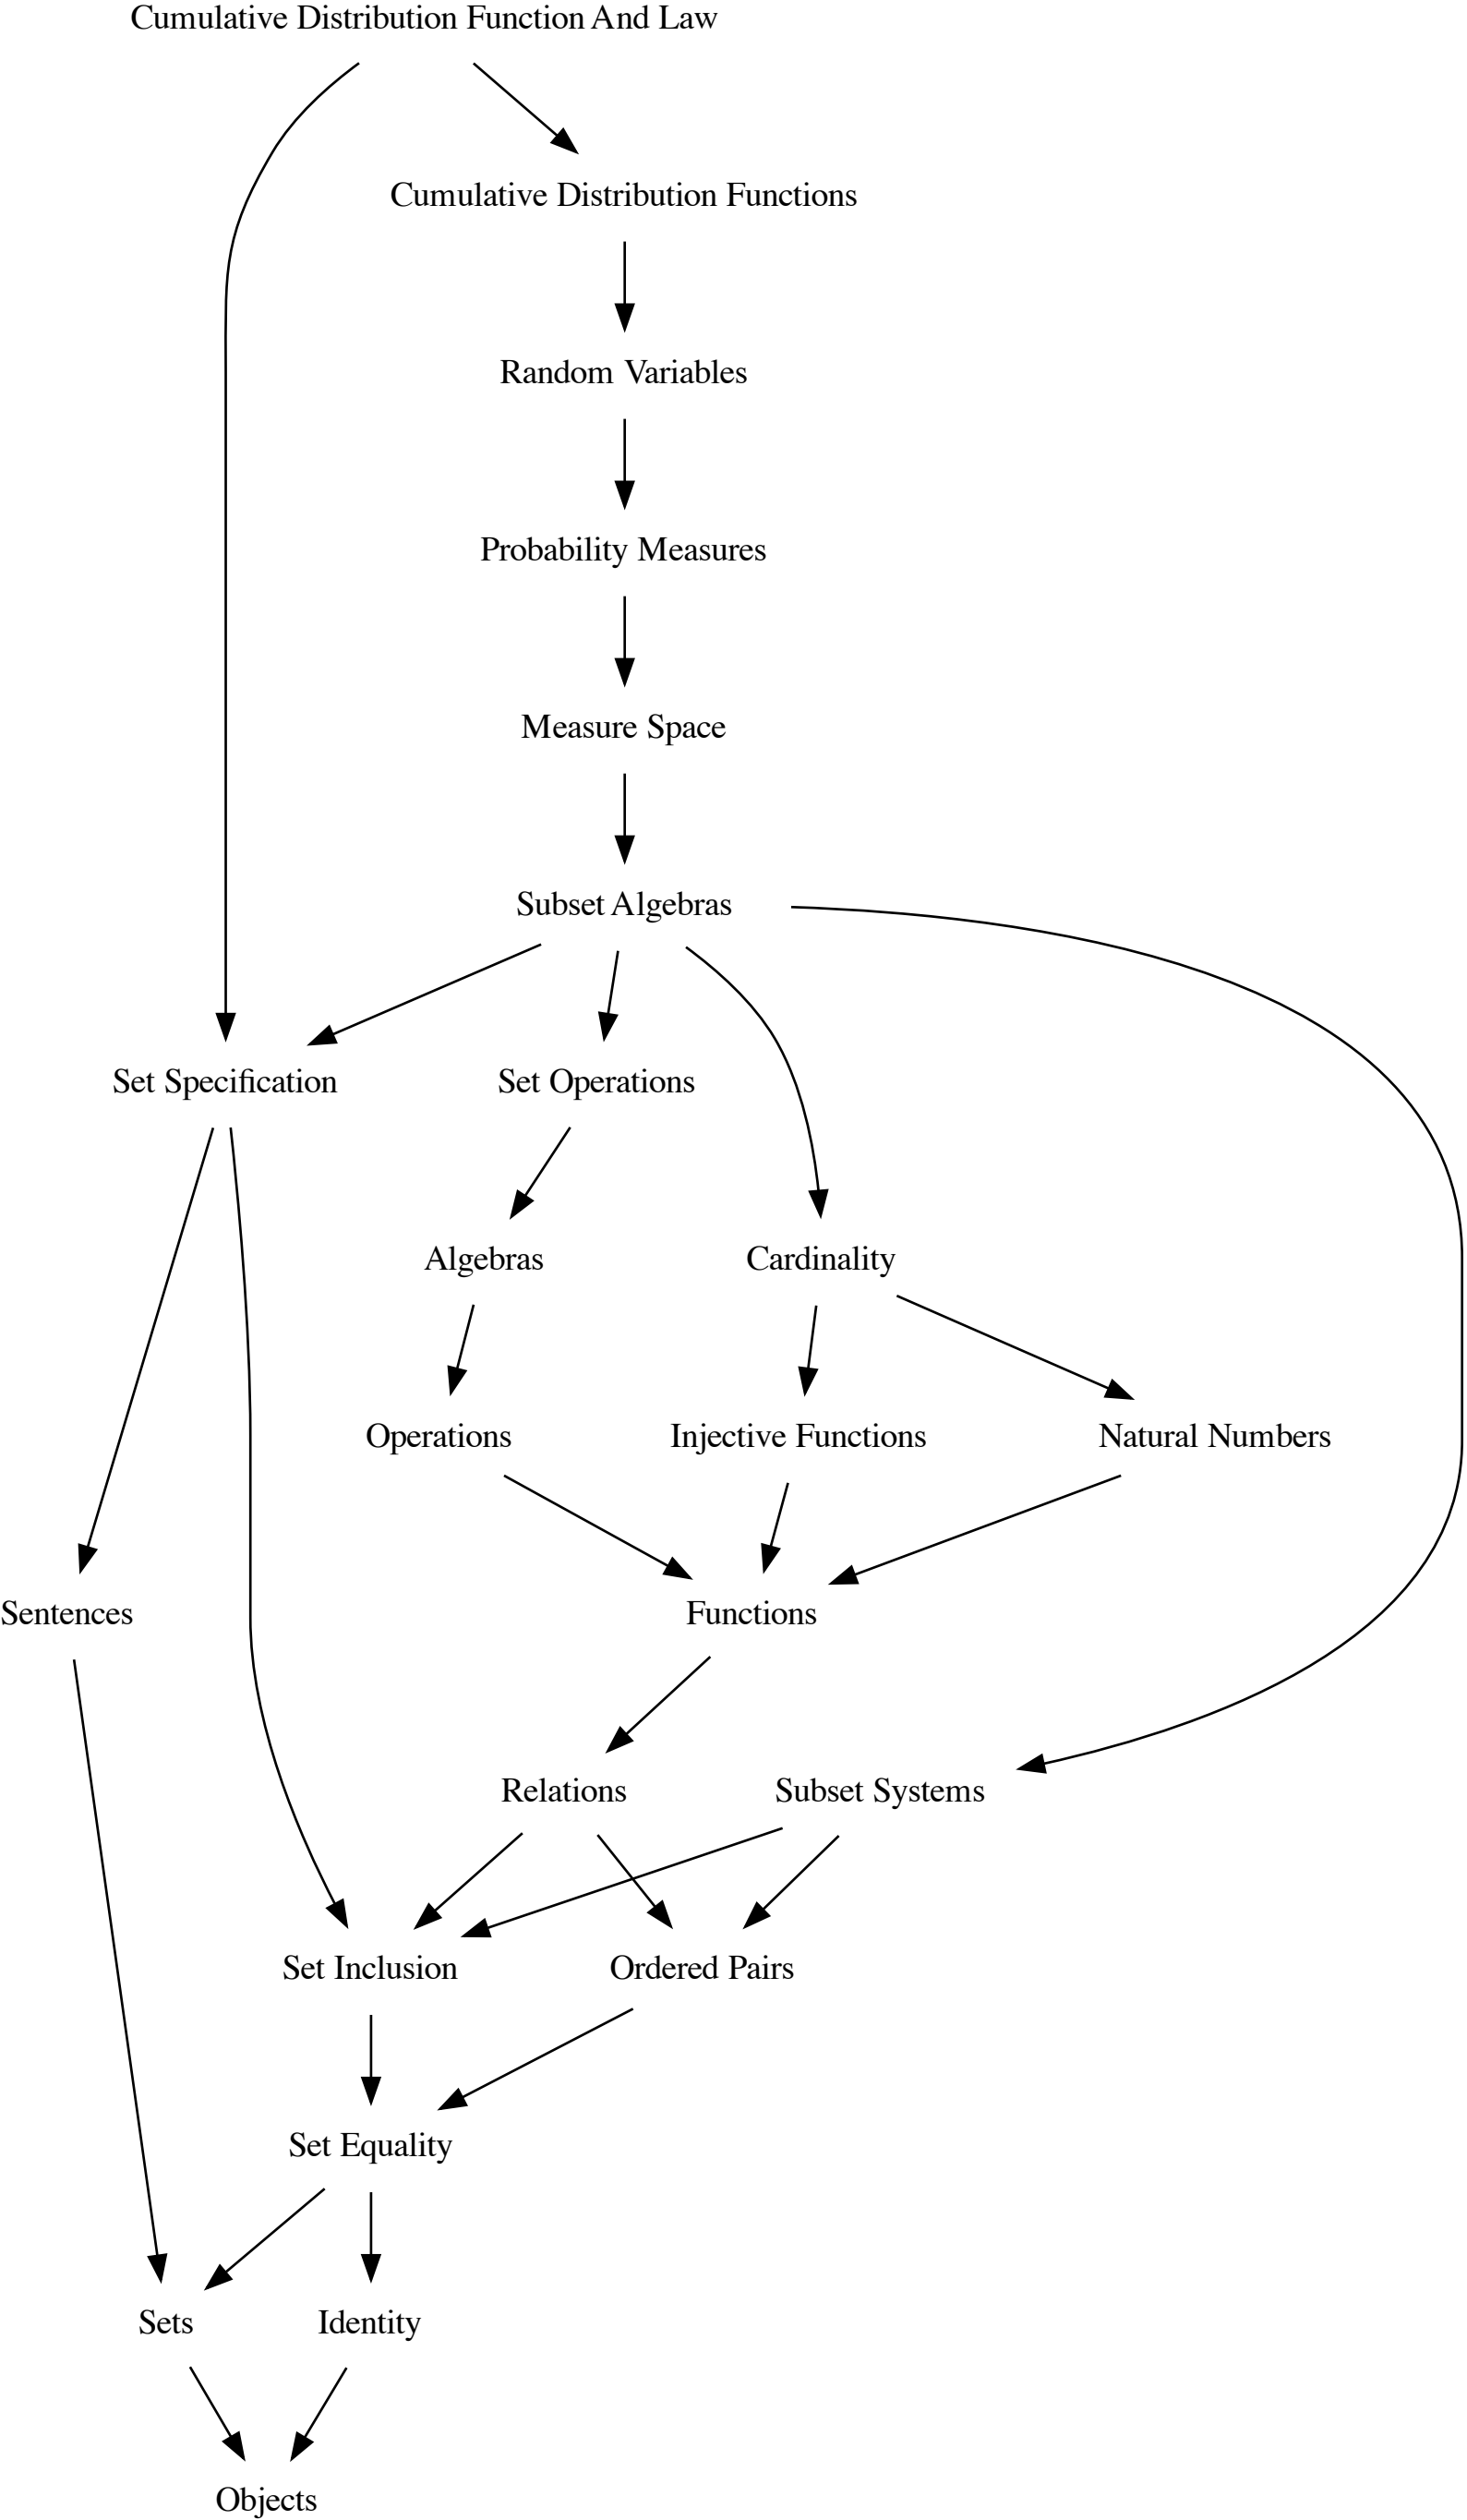 Cumulative Distribution Function And Law
Cumulative Distribution Functions
Random Variables
Probability Measures
Measure Space
Subset Algebras
Set Specification
Set Operations
Algebras
Cardinality
Operations
Injective Functions
Natural Numbers
Sentences
Functions
Relations
Subset Systems
Set Inclusion
Ordered Pairs
Set Equality
Sets
Identity
Objects